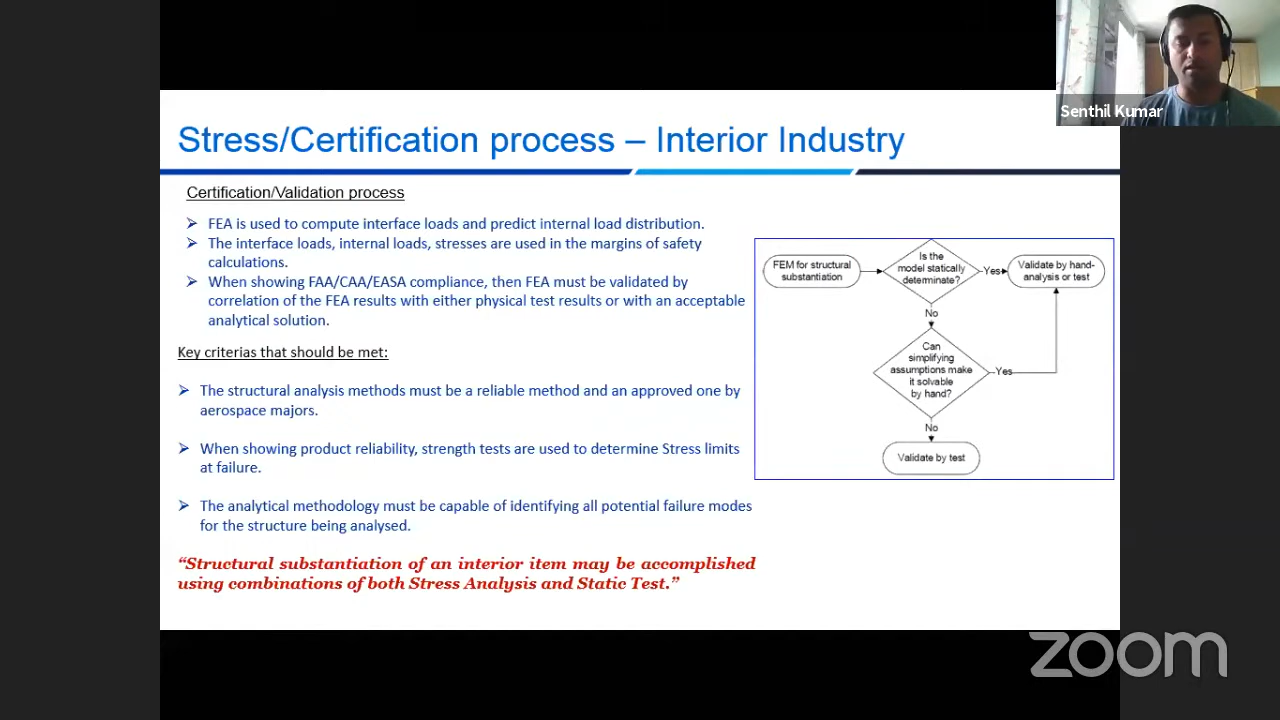 Senthil Kumar
Stress/Certification process – Interior Industry
Certification/Validation process
➢ FEA is used to compute interface loads and predict internal load distribution.
➢ The interface loads, internal loads, stresses are used in the margins of safety
calculations.
➢ When showing FAA/CAA/EASA compliance, then FEA must be validated by
correlation of the FEA results with either physical test results or with an acceptable
analytical solution.
Key criterias that should be met:
➢ The structural analysis methods must be a reliable method and an approved one by
aerospace majors.
➢ When showing product reliability, strength tests are used to determine Stress limits
at failure.
➢ The analytical methodology must be capable of identifying all potential failure modes
for the structure being analysed.
“Structural substantiation of an interior item may be accomplished
using combinations of both Stress Analysis and Static Test.”
FEM for structural
substantiation
Is the
model statically
determinate?
Yes
Validate by hand-
analysis or test
No
Can
simplifying
assumptions make
it solvable
by hand?
Yes
No
Validate by test
zoom